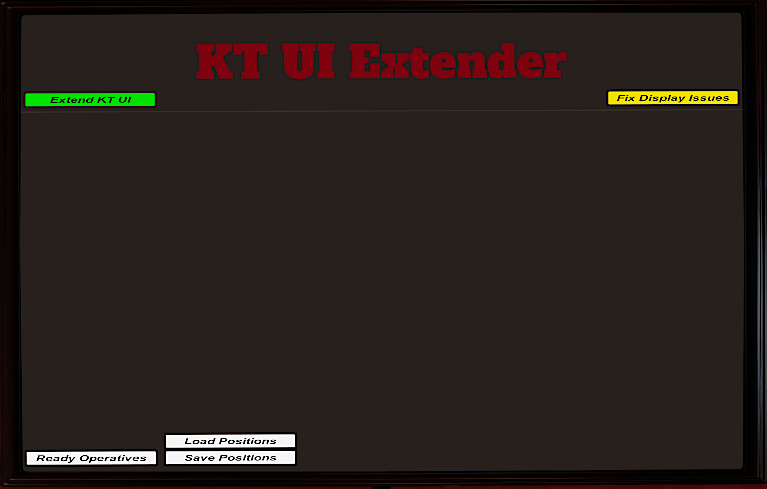 KT UI Extender
Extend KT UI
Fix Display Issues
Load Positions
Ready Operatives
Save Positions